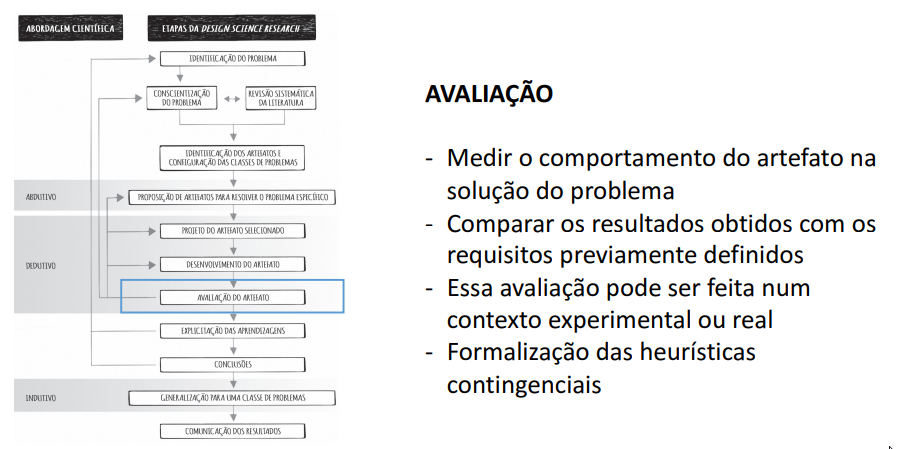 ABORDAGEM CIENTÍFICA
ETAPAS DA DESIGN SCIENCE RESEARCH
IDENTIFICAÇÃO DO PROBLEMA
CONSCIENTIZAÇÃO
DO PROBLEMA
REVISÃO SISTEMÁTICA
DA LITERATURA
IDENTIFICAÇÃO DOS ARTEFATOS E
CONFIGURAÇÃO DAS CLASSES DE PROBLEMAS
ABDUTIVO
PROPOSIÇÃO DE ARTEFATOS PARA RESOLVER O PROBLEMA ESPECÍFICO
PROJETO DO ARTEFATO SELECIONADO
DEDUTIVO
DESENVOLVIMENTO DO ARTEFATO
AVALIAÇÃO DO ARTEFATO
EXPLICITAÇÃO DAS APRENDIZAGENS
CONCLUSÕES
INDUTIVO
GENERALIZAÇÃO PARA UMA CLASSE DE PROBLEMAS
COMUNICAÇÃO DOS RESULTADOS
AVALIAÇÃO
- Medir o comportamento do artefato na
solução do problema
- Comparar os resultados obtidos com os
requisitos previamente definidos
- Essa avaliação pode ser feita num
contexto experimental ou real
- Formalização das heurísticas
contingenciais